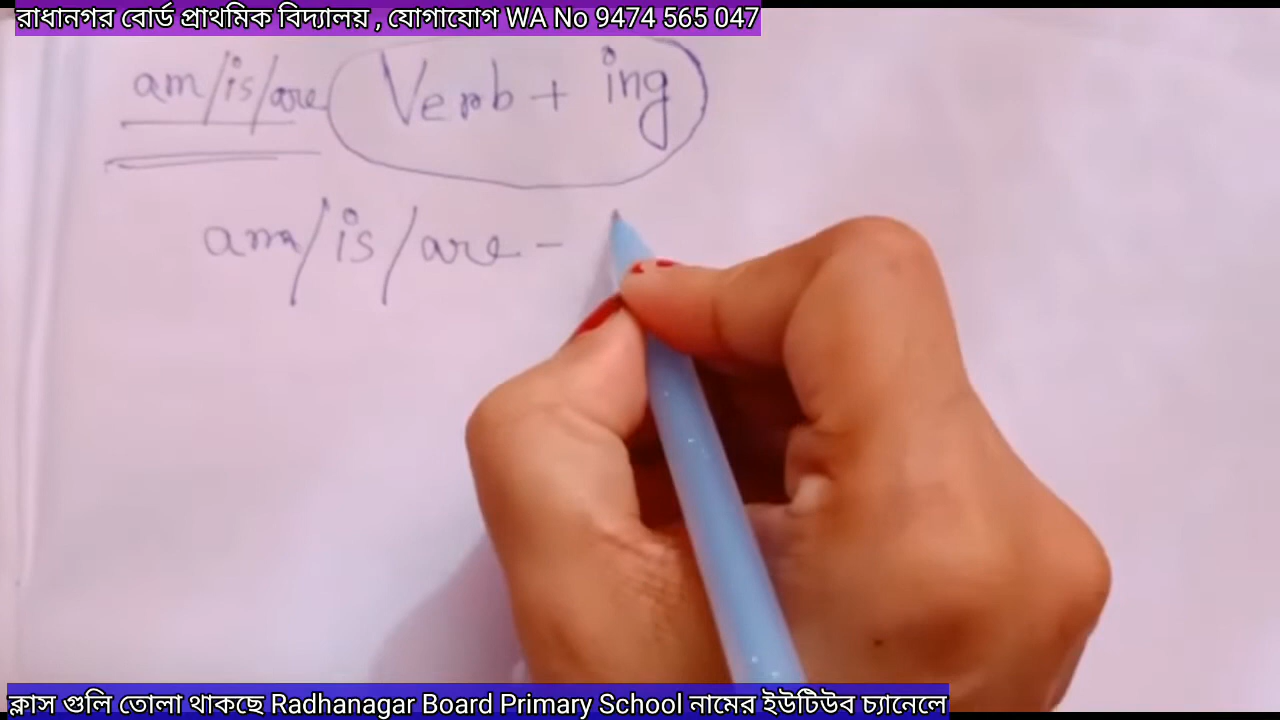 রাধানগর বোর্ড প্রাথমিক বিদ্যালয় , যোগাযোগ WA No 9474 565 047
am/is/are Verb + ing
am/is/are -
ক্লাস গুলি তোলা থাকছে Radhanagar Board Primary School নামের ইউটিউব চ্যানেলে